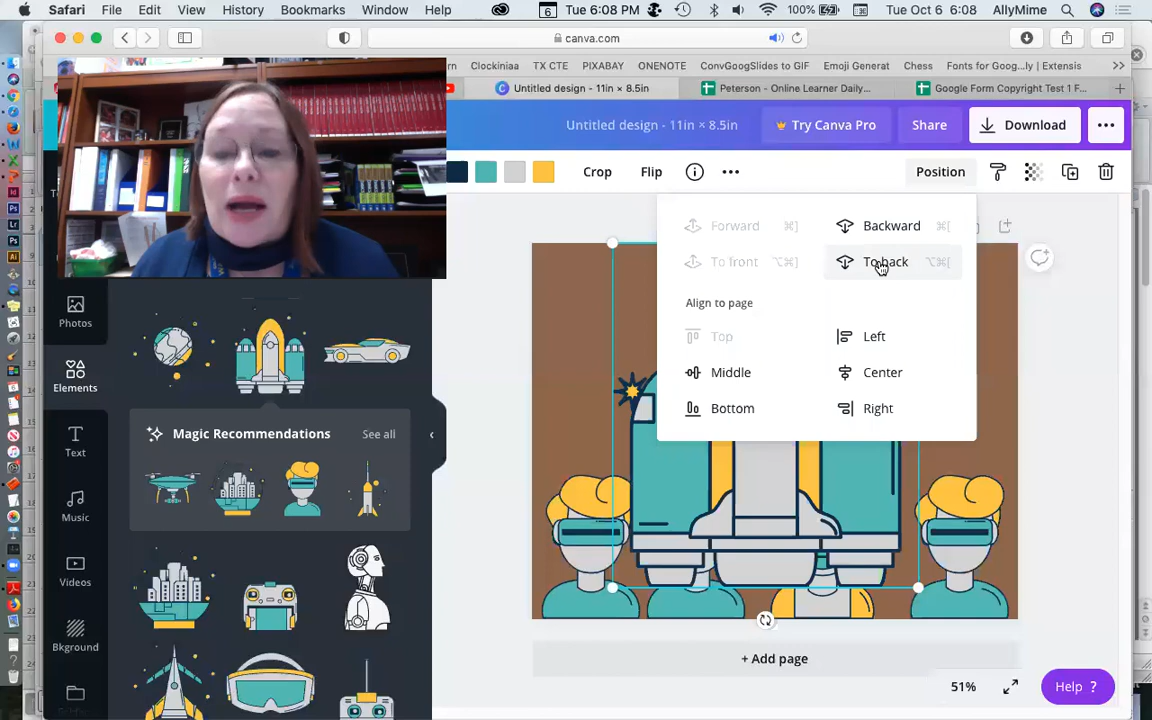 Safari File Edit View History Bookmarks Window Help 6 Tue 6:08 PM 100% Tue Oct 6 6:08 AllyMime
canva.com
Clockiniaa TX CTE PIXABAY ONENOTE ConvGoogSlides to GIF Emoji Generat Chess Fonts for Goog...ly | Extensis >>
Untitled design - 11in × 8.5in Peterson - Online Learner Daily... Google Form Copyright Test 1 F...
Untitled design - 11in × 8.5in Try Canva Pro Share Download
Crop Flip Position
Forward ⌘] Backward ⌘[
To front ⌥⌘] To back ⌥⌘[
Align to page
Top Left
Middle Center
Bottom Right
Photos
Elements
Text
Music
Videos
Bkground
Magic Recommendations See all
+ Add page
51% Help ?